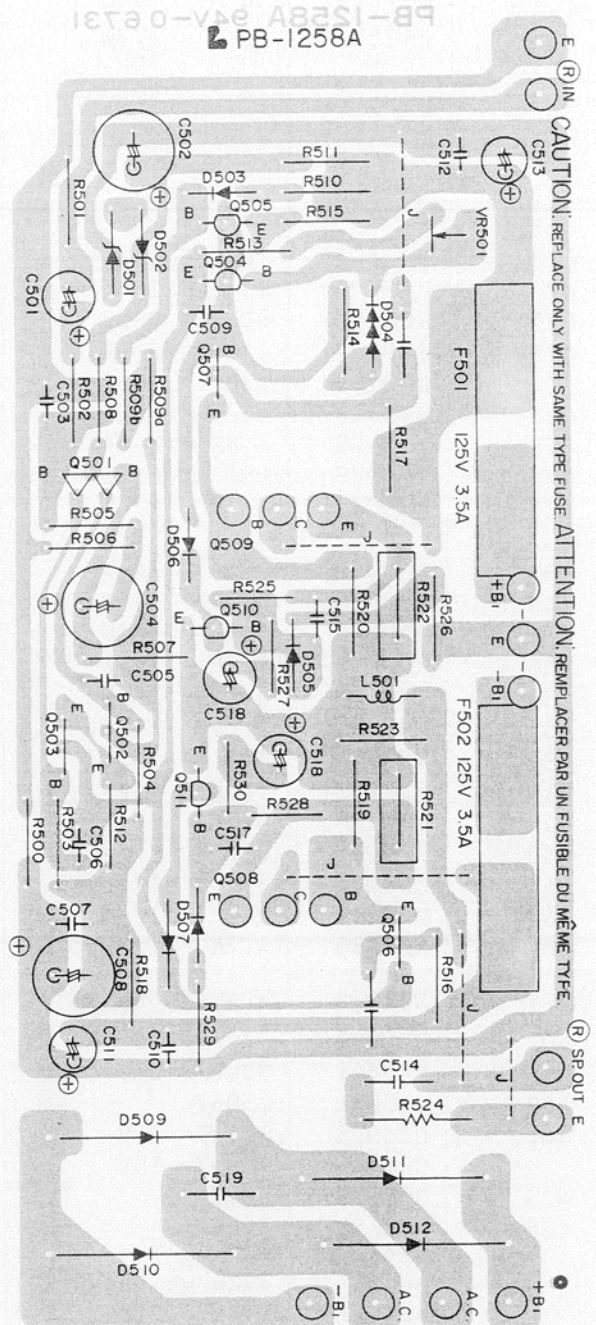 PB-1258A 94V-0 6731
PB-1258A
E
Ⓡ IN
C502
R511
C512
C513
D503
R510
R501
B
Q505
R515
J
VR501
E
D502
R513
D501
E
Q504
B
C501
C509
D504
R514
B
Q507
E
F501
125V 3.5A
C503
R502
R508
R509b
R509a
R517
B
Q501
B
R505
R506
D506
B
C
E
Q509
J
C504
R525
E
Q510
B
C515
R520
R522
R526
+B1
-
E
-
-B1
R507
C505
C518
R527
D505
L501
B
E
Q503
Q502
E
B
R504
C518
R523
F502
125V 3.5A
E
Q511
B
R530
R528
R519
R521
R500
R503
C506
R512
C517
J
Q508
E
C
B
D507
E
Q506
B
C507
C508
R518
R529
R516
J
C511
C510
CAUTION: REPLACE ONLY WITH SAME TYPE FUSE ATTENTION: REMPLACER PAR UN FUSIBLE DU MÊME TYPE.
Ⓡ SP.OUT
E
C514
J
R524
D509
D511
C519
D512
D510
-B1
A.C.
A.C.
+B1